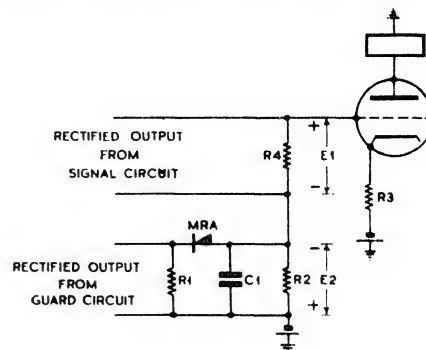 RECTIFIED OUTPUT
FROM
SIGNAL CIRCUIT
R4
+
E1
-
R3
MRA
RECTIFIED OUTPUT
FROM
GUARD CIRCUIT
R1
C1
R2
-
E2
+